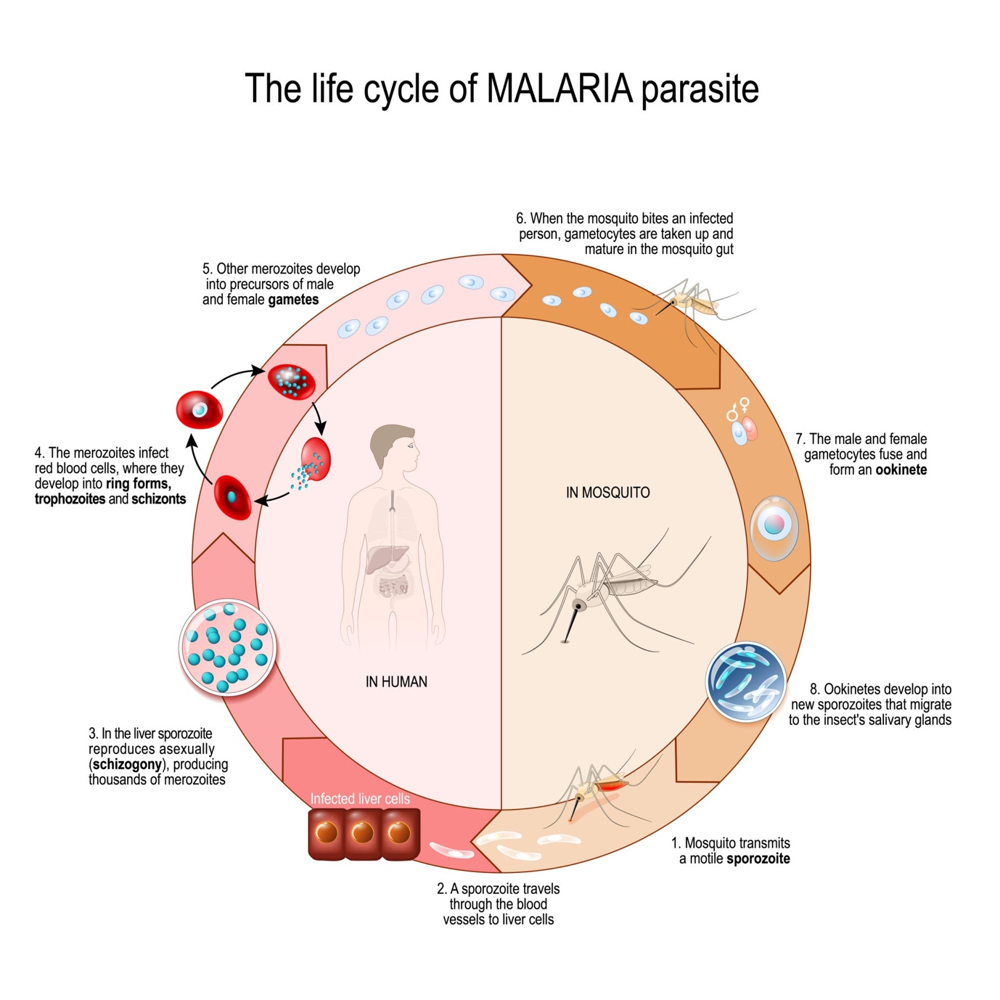 The life cycle of MALARIA parasite
6. When the mosquito bites an infected
person, gametocytes are taken up and
mature in the mosquito gut
5. Other merozoites develop
into precursors of male
and female gametes
7. The male and female
gametocytes fuse and
form an ookinete
4. The merozoites infect
red blood cells, where they
develop into ring forms,
trophozoites and schizonts
IN MOSQUITO
IN HUMAN
8. Ookinetes develop into
new sporozoites that migrate
to the insect's salivary glands
3. In the liver sporozoite
reproduces asexually
(schizogony), producing
thousands of merozoites
Infected liver cells
1. Mosquito transmits
a motile sporozoite
2. A sporozoite travels
through the blood
vessels to liver cells